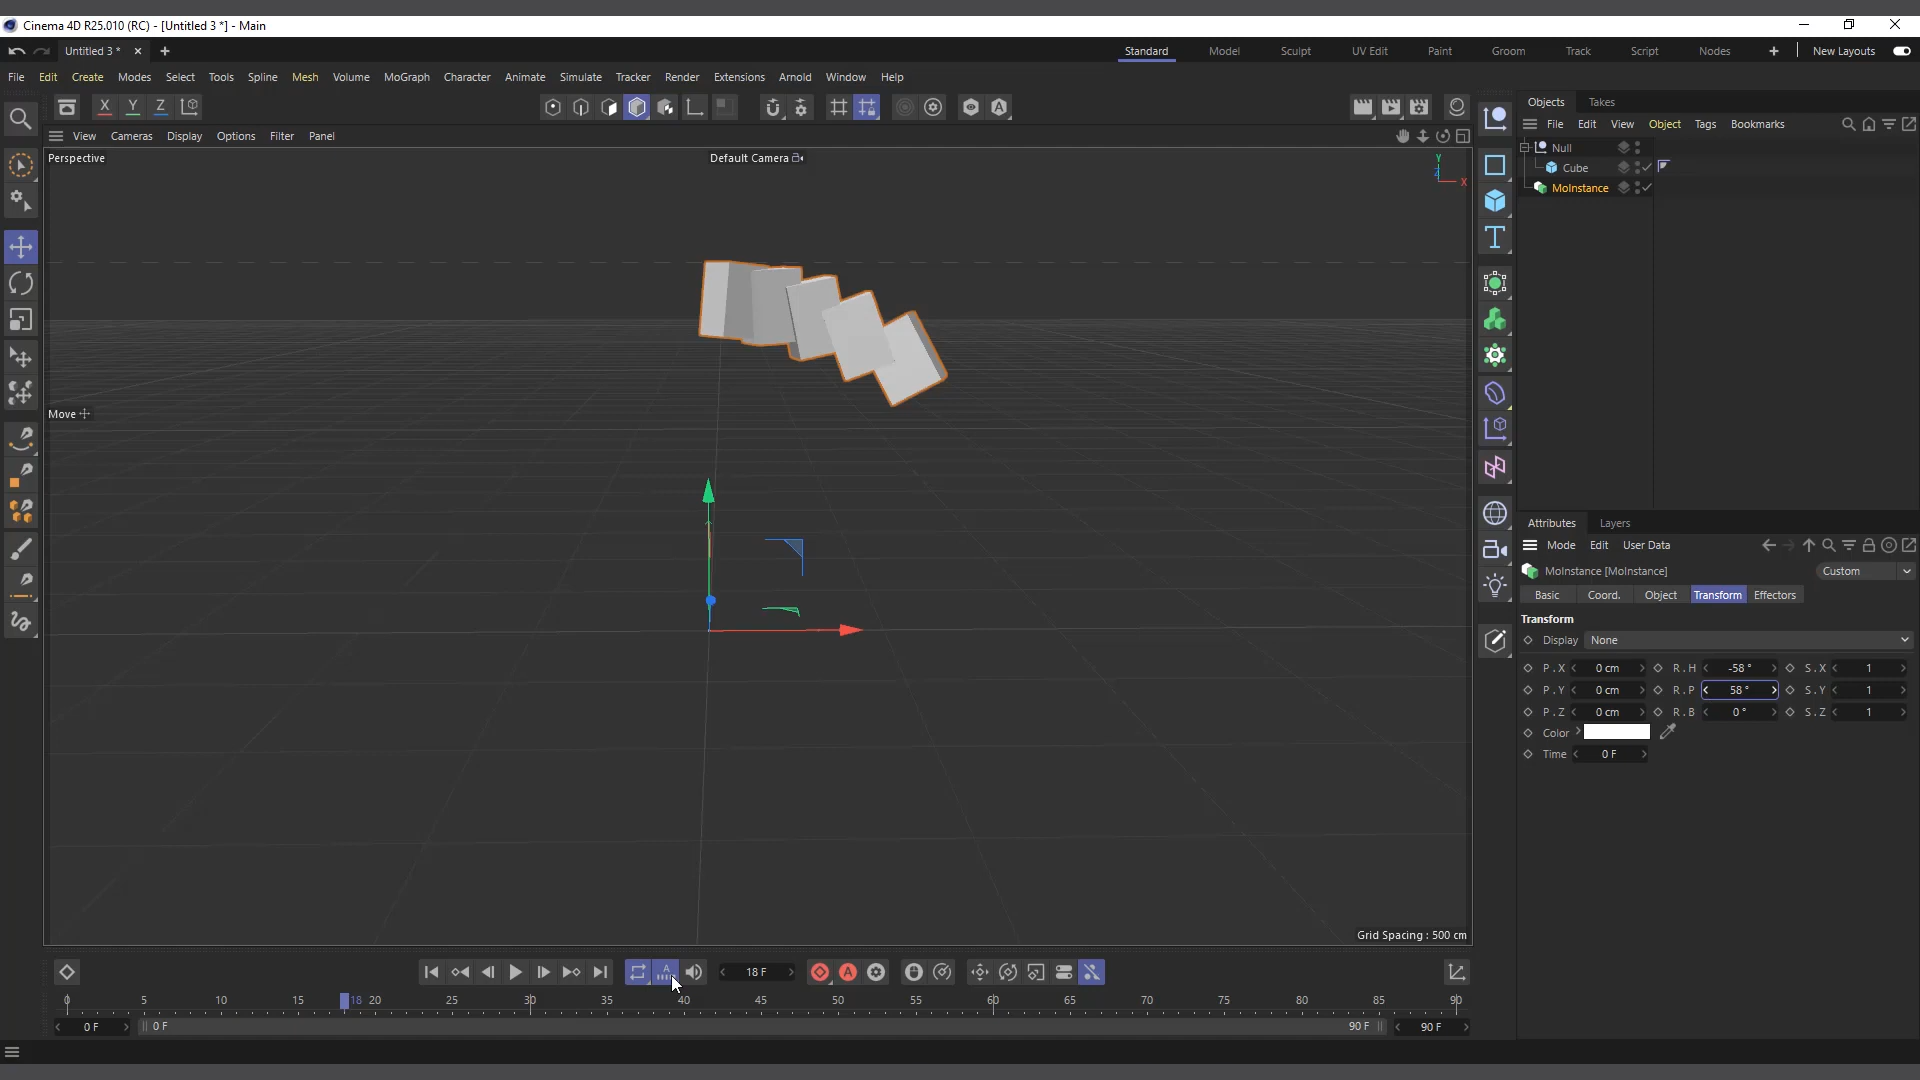 Cinema 4D R25.010 (RC) - [Untitled 3 *] - Main
Untitled 3 *
Standard Model Sculpt UV Edit Paint Groom Track Script Nodes New Layouts
File Edit Create Modes Select Tools Spline Mesh Volume MoGraph Character Animate Simulate Tracker Render Extensions Arnold Window Help
X Y Z
Objects Takes
File Edit View Object Tags Bookmarks
View Cameras Display Options Filter Panel
Perspective
Default Camera
Y
Z
X
Null
Cube
MoInstance
Move
Attributes Layers
Mode Edit User Data
MoInstance [MoInstance]
Custom
Basic Coord. Object Transform Effectors
Transform
Display None
P . X 0 cm R . H -58 ° S . X 1
P . Y 0 cm R . P 58 ° S . Y 1
P . Z 0 cm R . B 0 ° S . Z 1
Color
Time 0 F
Grid Spacing : 500 cm
A 18 F A
0 5 10 15 18 20 25 30 35 40 45 50 55 60 65 70 75 80 85 90
0 F 0 F 90 F 90 F